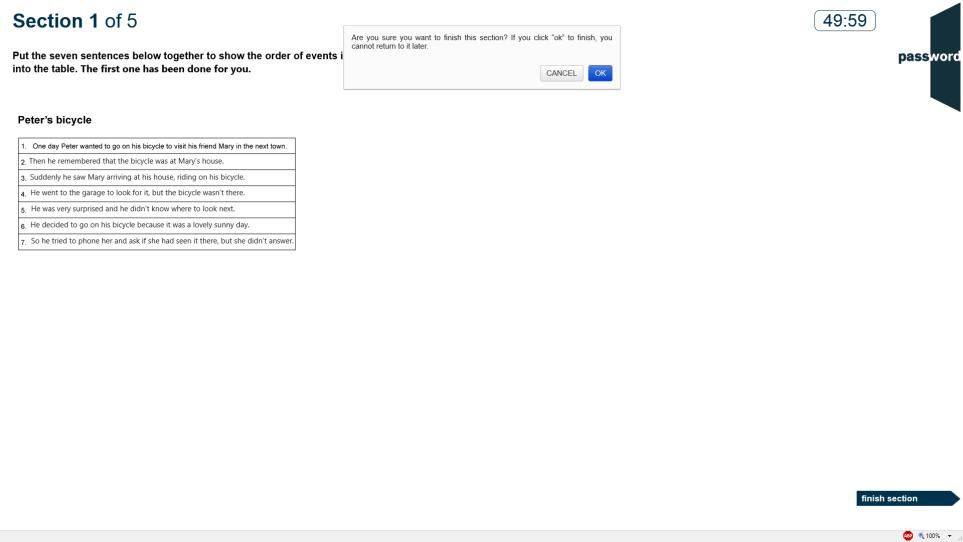 Section 1 of 5
49:59
Are you sure you want to finish this section? If you click "ok" to finish, you
cannot return to it later.
CANCEL OK
password
Put the seven sentences below together to show the order of events i
into the table. The first one has been done for you.
Peter's bicycle
1. One day Peter wanted to go on his bicycle to visit his friend Mary in the next town.
2. Then he remembered that the bicycle was at Mary's house.
3. Suddenly he saw Mary arriving at his house, riding on his bicycle.
4. He went to the garage to look for it, but the bicycle wasn't there.
5. He was very surprised and he didn't know where to look next.
6. He decided to go on his bicycle because it was a lovely sunny day.
7. So he tried to phone her and ask if she had seen it there, but she didn't answer.
finish section
ABP 100%